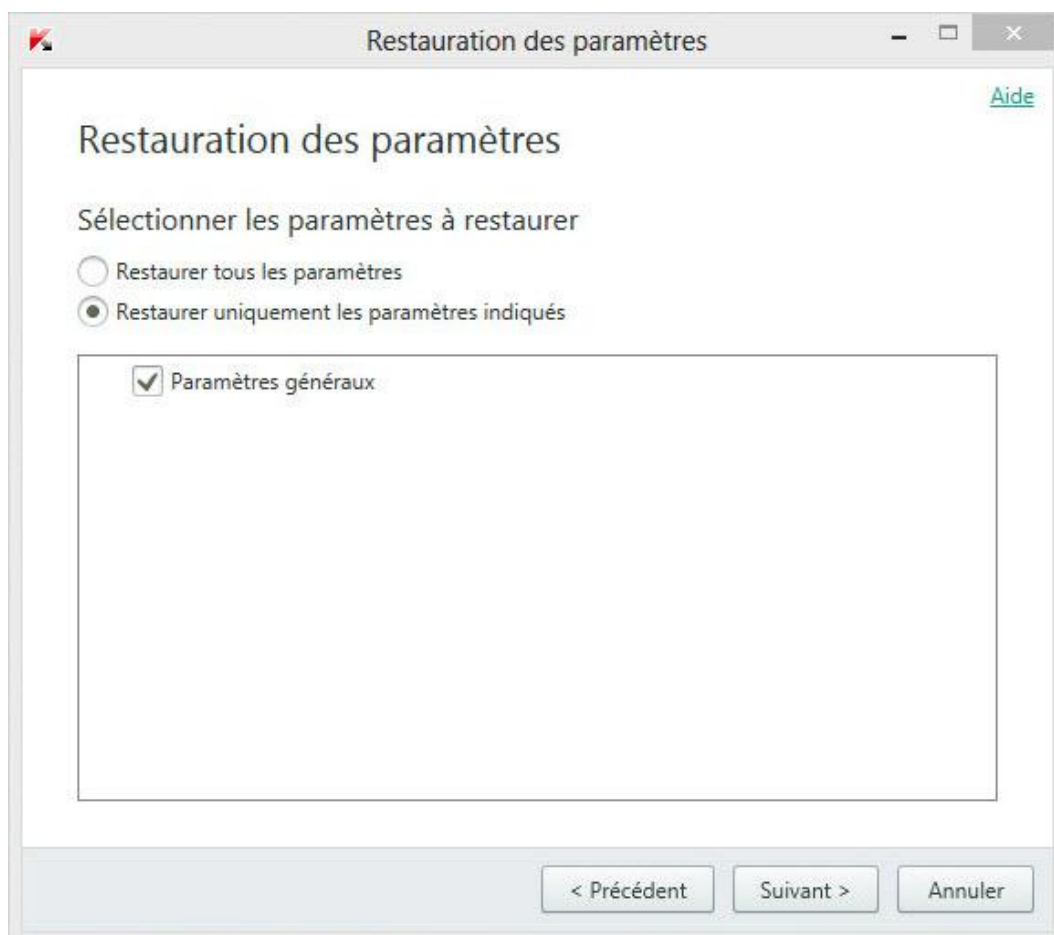 Restauration des paramètres
Aide
Restauration des paramètres
Sélectionner les paramètres à restaurer
Restaurer tous les paramètres
Restaurer uniquement les paramètres indiqués
Paramètres généraux
< Précédent
Suivant >
Annuler